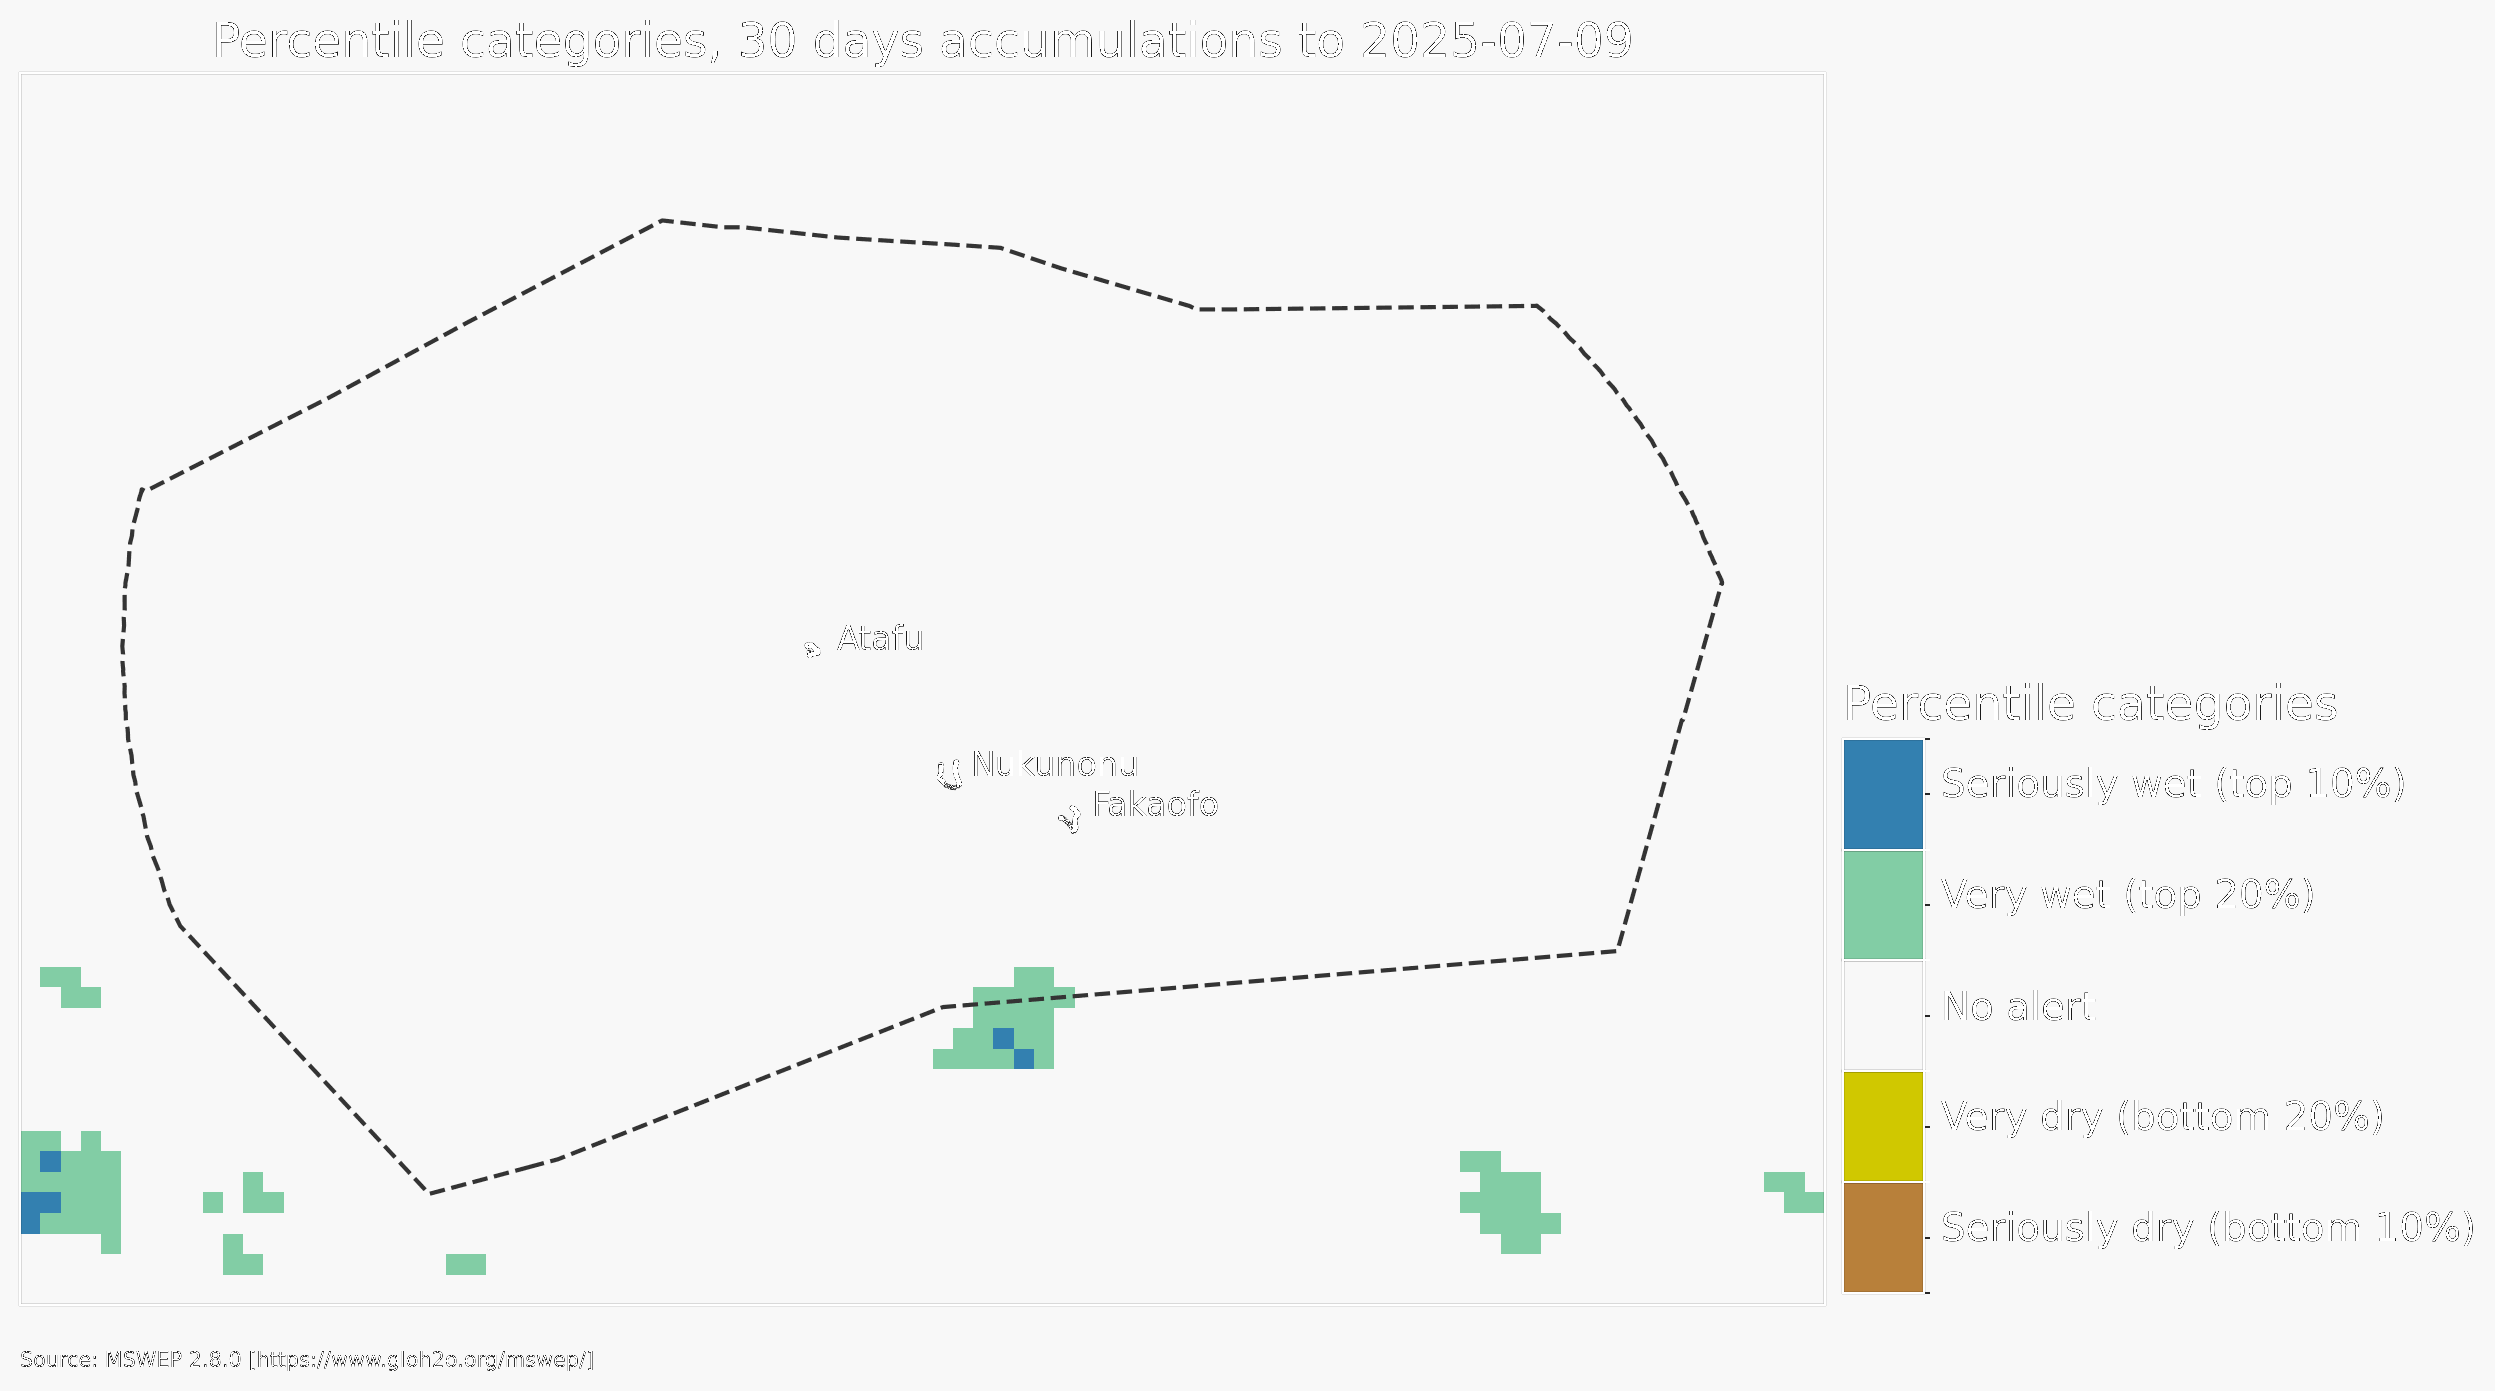 Percentile categories, 30 days accumulations to 2025-07-09
Atafu
Nukunonu
Fakaofo
Percentile categories
Seriously wet (top 10%)
Very wet (top 20%)
No alert
Very dry (bottom 20%)
Seriously dry (bottom 10%)
Source: MSWEP 2.8.0 [https://www.gloh2o.org/mswep/]